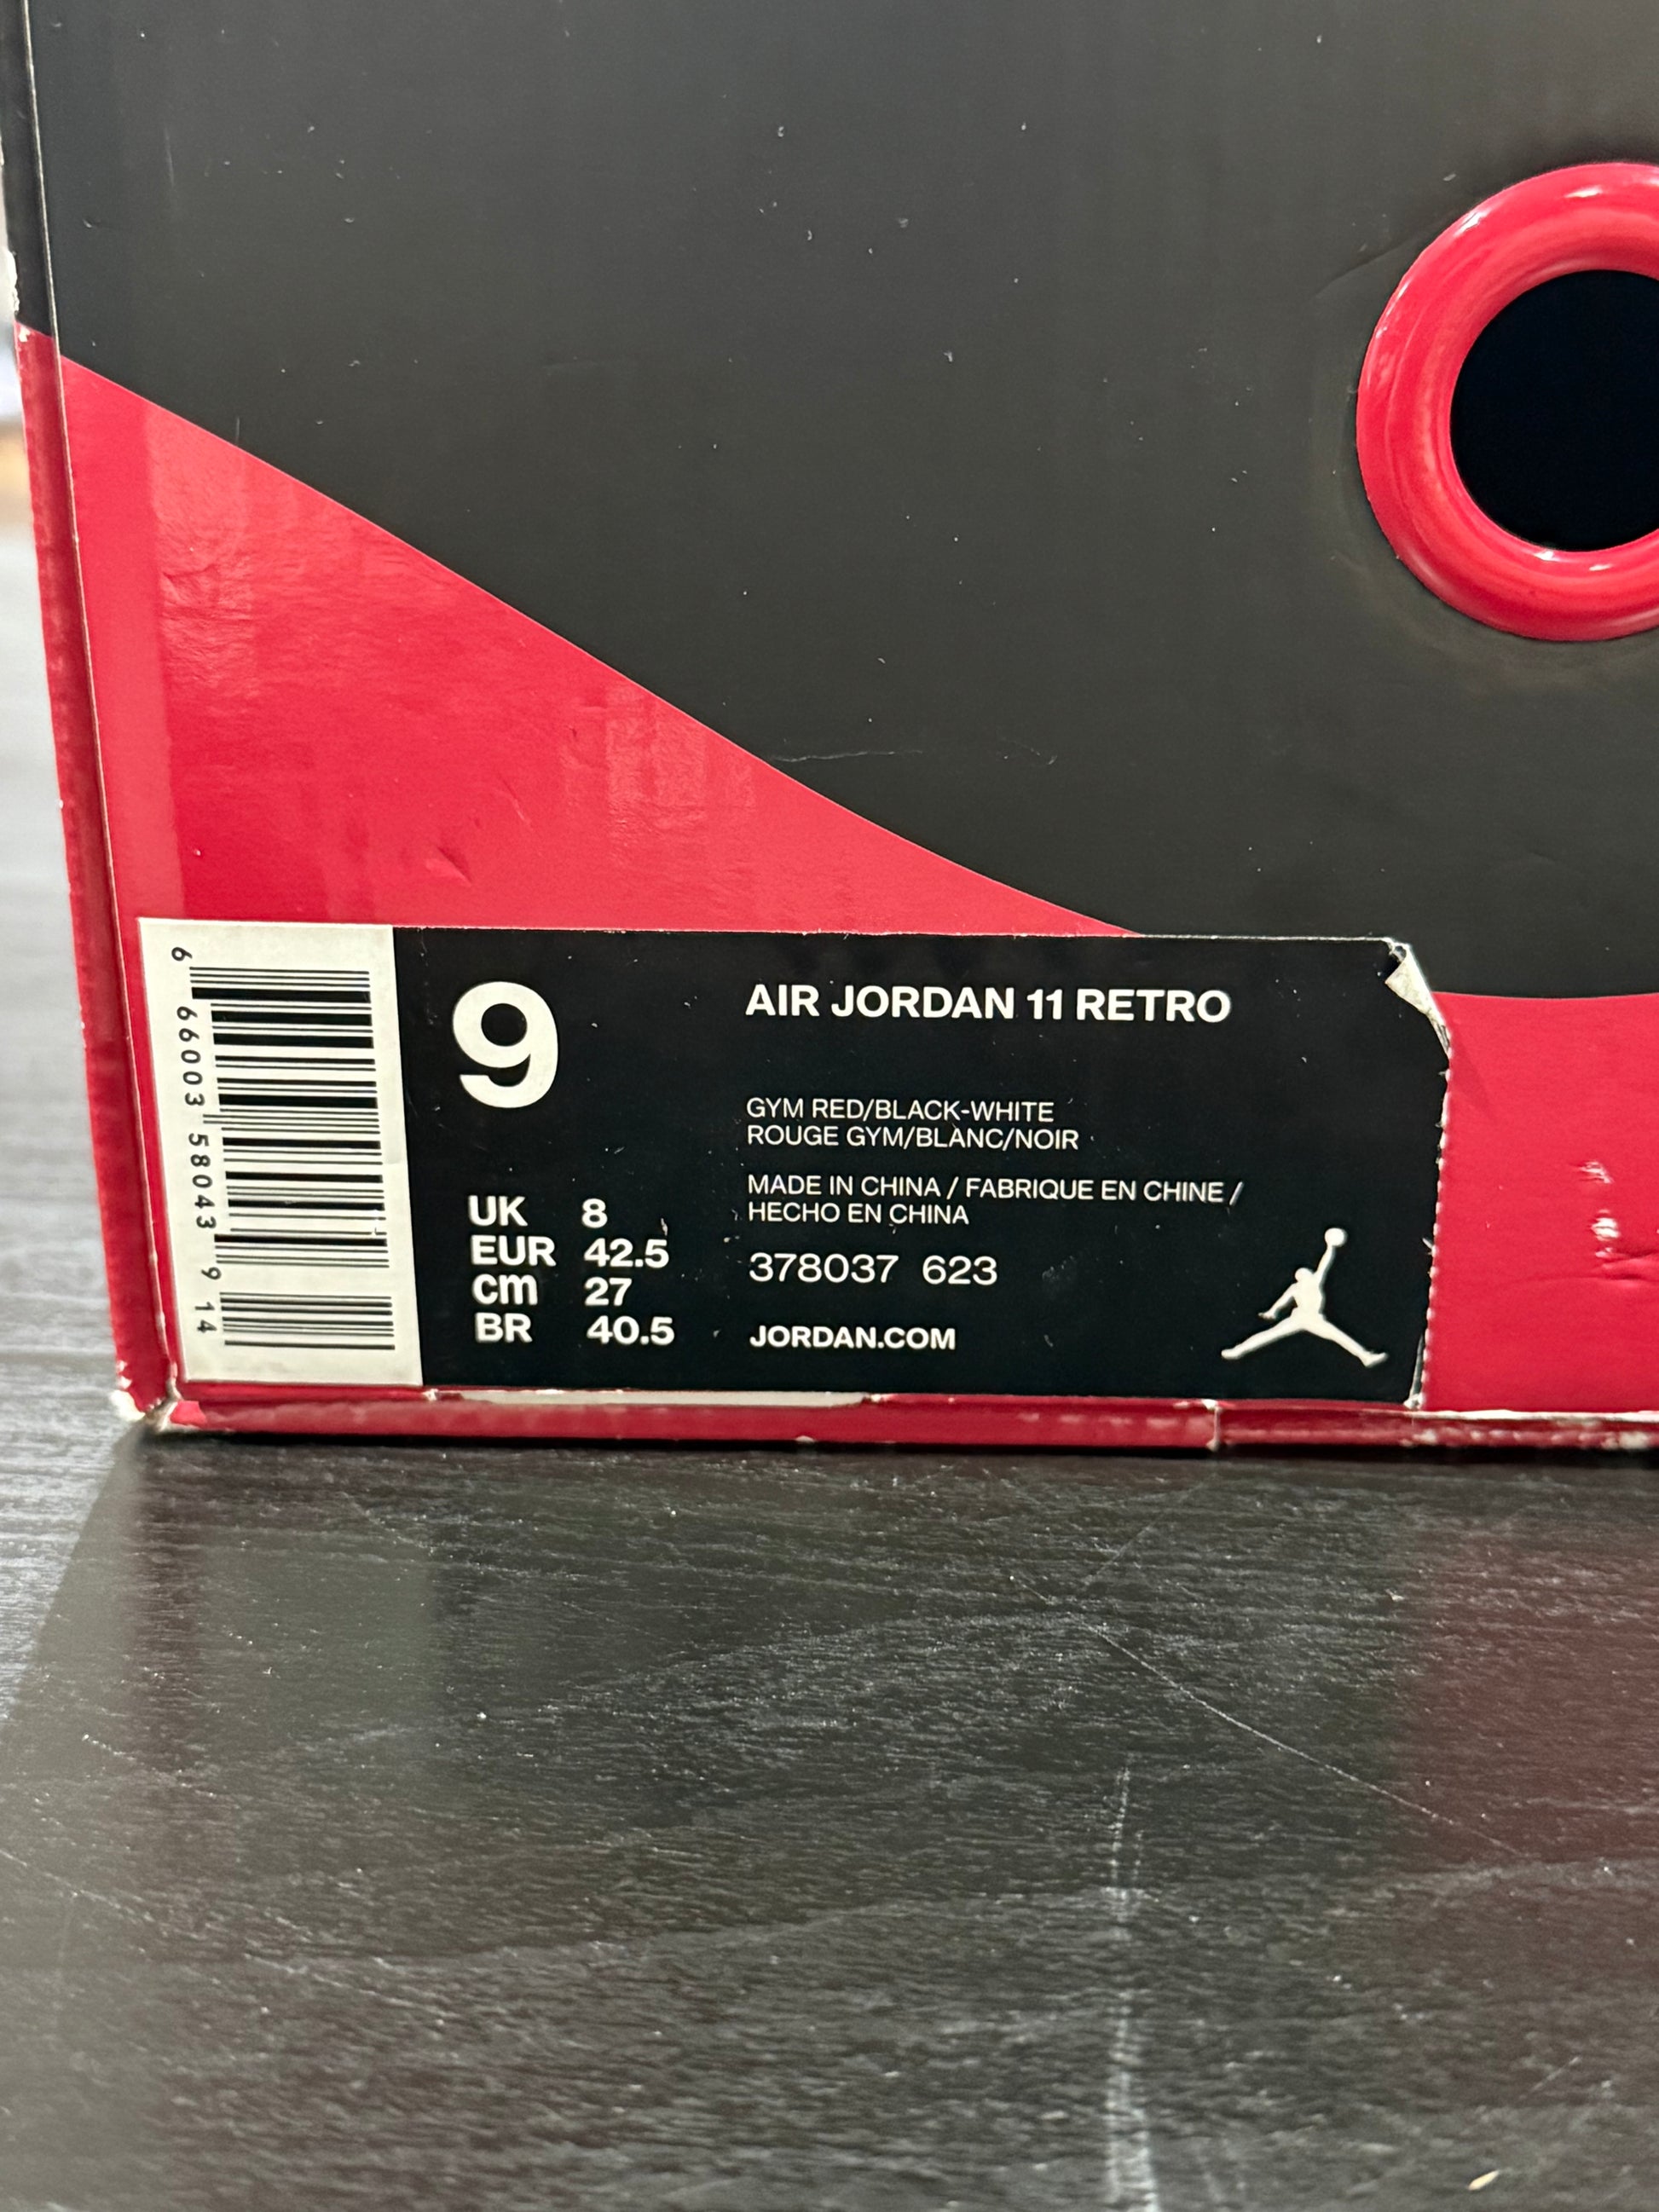 9
AIR JORDAN 11 RETRO
GYM RED/BLACK-WHITE
ROUGE GYM/BLANC/NOIR
MADE IN CHINA / FABRIQUE EN CHINE /
HECHO EN CHINA
UK 8
EUR 42.5
cm 27
BR 40.5
378037 623
JORDAN.COM
6 66003 58043 9 14